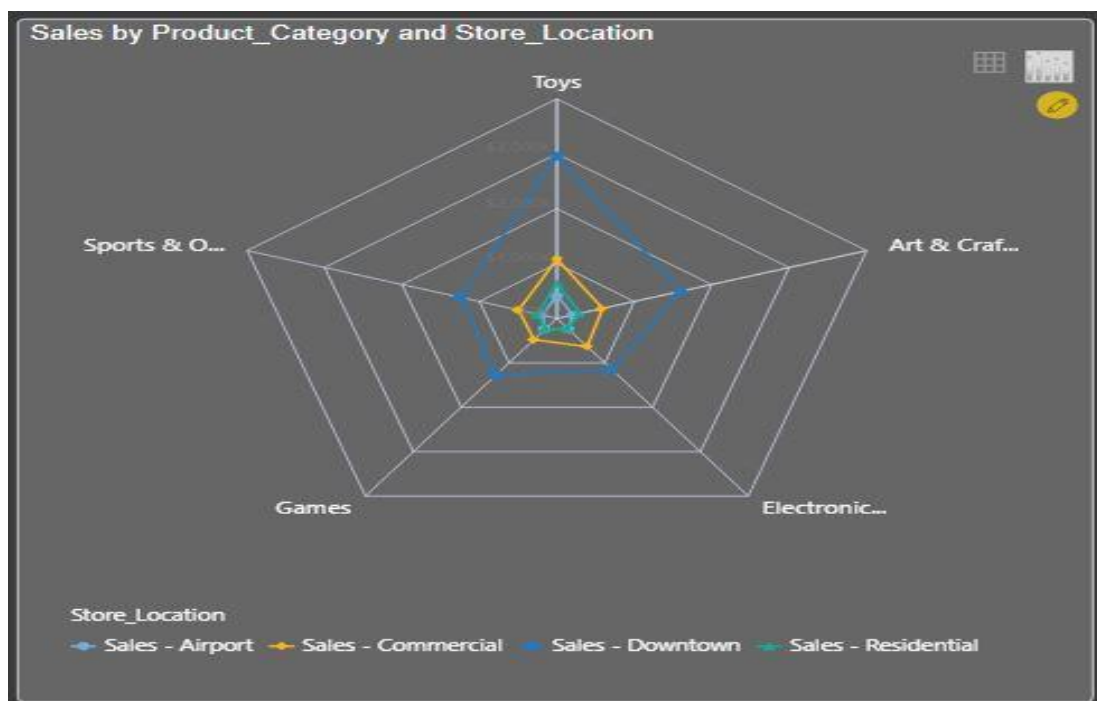 Sales by Product_Category and Store_Location
Toys
Sports & O...
Art & Craf...
Games
Electronic...
Store_Location
Sales - Airport Sales - Commercial Sales - Downtown Sales - Residential